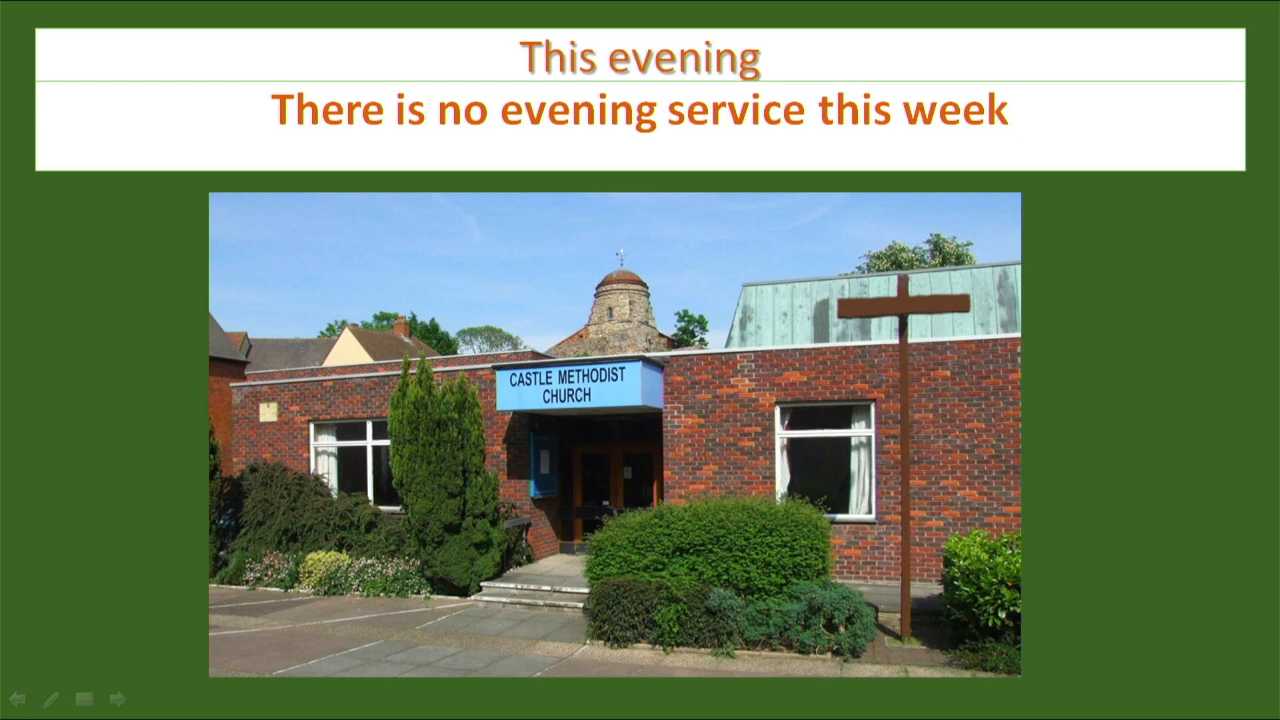 This evening
There is no evening service this week
CASTLE METHODIST
CHURCH